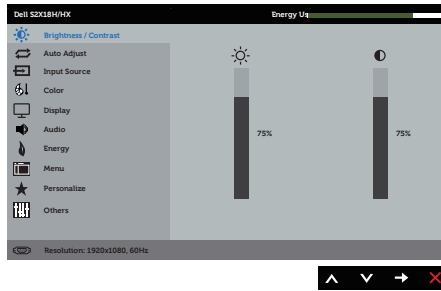 Dell S2X18H/HX
Energy Us
Brightness / Contrast
Auto Adjust
Input Source
Color
Display
Audio
Energy
Menu
Personalize
Others
75%
75%
Resolution: 1920x1080, 60Hz